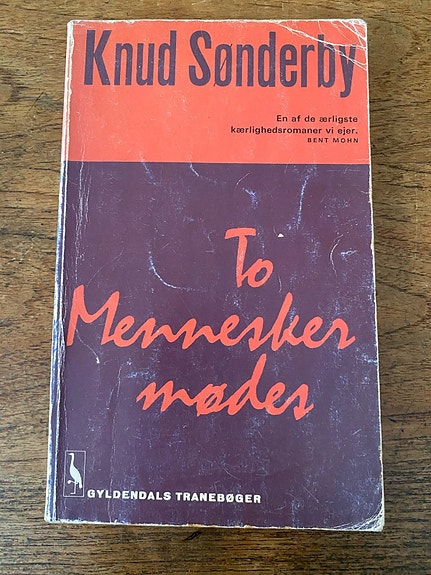 Knud Sønderby
En af de ærligste
kærlighedsromaner vi ejer.
BENT MOHN
To
Mennesker
mødes
GYLDENDALS TRANEBØGER